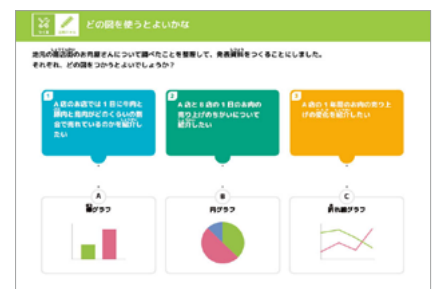 どの図を使うとよいかな
地元の商店街のお肉屋さんについて調べたことを整理して、発表資料をつくることにしました。
それぞれ、どの図をつかうとよいでしょうか？
1
A店のお店では1日に牛肉と
豚肉と鶏肉がどのくらいの割
合で売れているのかを紹介し
たい
2
A店とB店の1日のお肉の
売り上げのちがいについて
紹介したい
3
A店の1年間のお肉の売り上
げの変化を紹介したい
A
棒グラフ
B
円グラフ
C
折れ線グラフ